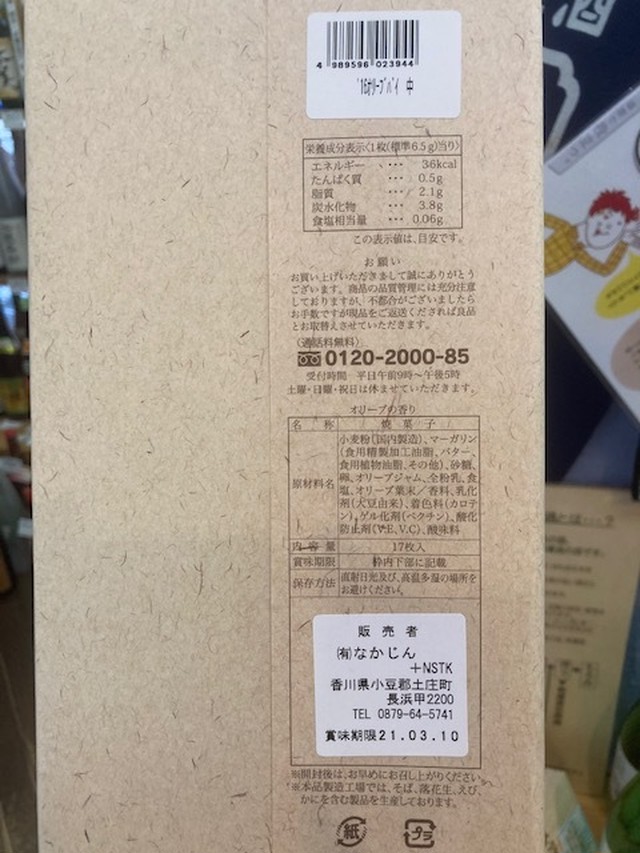 4 989596 023944
'16ｵﾘｰﾌﾞﾊﾟｲ 中
栄養成分表示〈1枚(標準6.5g)当り〉
エネルギー ･･･ 36kcal
たんぱく質 ･･･ 0.5g
脂質 ･･･ 2.1g
炭水化物 ･･･ 3.8g
食塩相当量 ･･･ 0.06g
この表示値は、目安です。
お願い
お買い上げいただきまして誠にありがとう
ございます。商品の品質管理には充分注意
しておりますが、不都合がございましたら
お手数ですが現品をご返送くだされば良品
とお取替えさせていただきます。
(通話料無料)
0120-2000-85
受付時間 平日午前9時〜午後5時
土曜・日曜・祝日は休ませていただきます。
オリーブの香り
名称 焼菓子
原材料名 小麦粉(国内製造)、マーガリン
(食用精製加工油脂、バター、
食用植物油脂、その他)、砂糖、
卵、オリーブジャム、全粉乳、食
塩、オリーブ葉末／香料、乳化
剤(大豆由来)、着色料(カロテ
ン)、ゲル化剤(ペクチン)、酸化
防止剤(V.E、V.C)、酸味料
内容量 17枚入
賞味期限 枠内下部に記載
保存方法 直射日光及び、高温多湿の場所を
お避けください。
販売者
㈲なかじん
+NSTK
香川県小豆郡土庄町
長浜甲2200
TEL 0879-64-5741
賞味期限21.03.10
※開封後は、お早めにお召し上がりください。
※本品製造工場では、そば、落花生、えび、
かにを含む製品を生産しております。
紙
プラ
酒